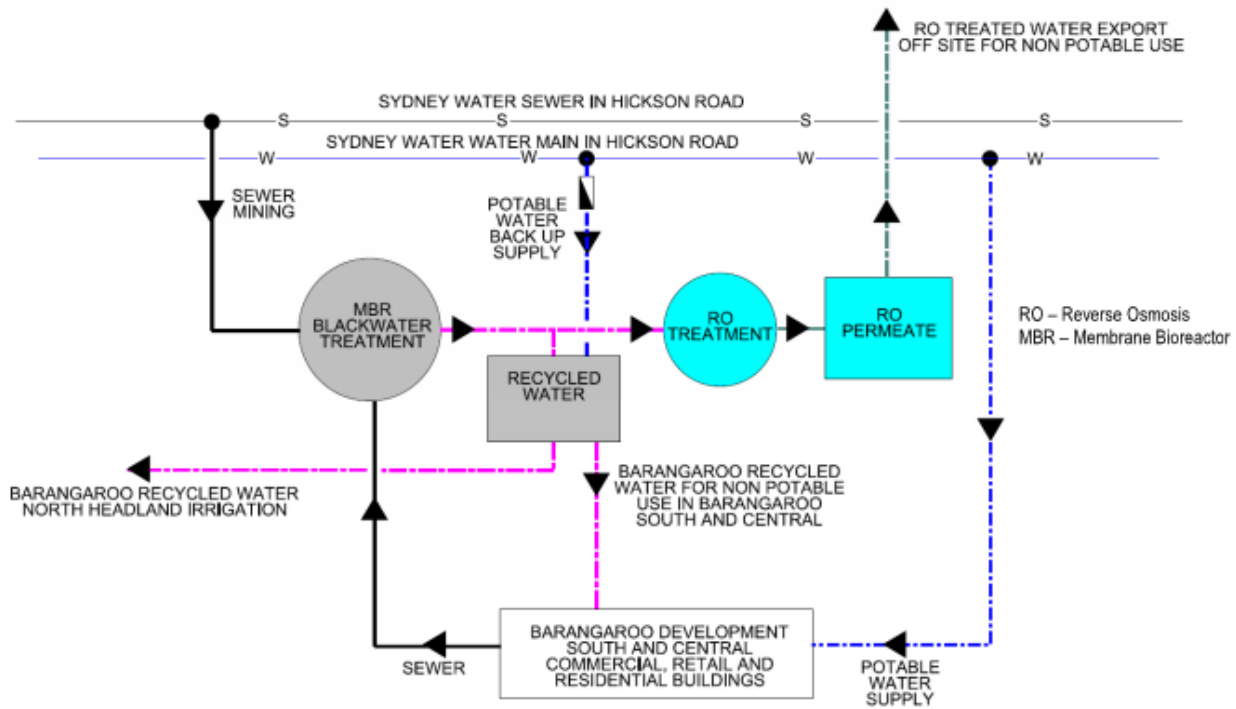 RO TREATED WATER EXPORT
OFF SITE FOR NON POTABLE USE
SYDNEY WATER SEWER IN HICKSON ROAD
S
S
S
S
SYDNEY WATER WATER MAIN IN HICKSON ROAD
W
W
W
W
SEWER
MINING
POTABLE
WATER
BACK UP
SUPPLY
MBR
BLACKWATER
TREATMENT
RO
TREATMENT
RO
PERMEATE
RO – Reverse Osmosis
MBR – Membrane Bioreactor
RECYCLED
WATER
BARANGAROO RECYCLED WATER
NORTH HEADLAND IRRIGATION
BARANGAROO RECYCLED
WATER FOR NON POTABLE
USE IN BARANGAROO
SOUTH AND CENTRAL
BARANGAROO DEVELOPMENT
SOUTH AND CENTRAL
COMMERCIAL, RETAIL AND
RESIDENTIAL BUILDINGS
SEWER
POTABLE
WATER
SUPPLY